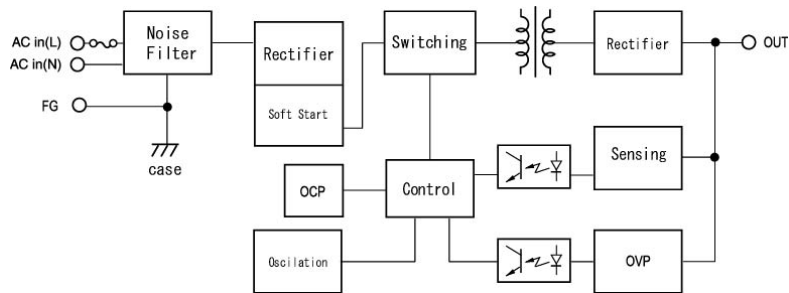 AC in(L)
AC in(N)
FG
case
Noise
Filter
Rectifier
Soft Start
Switching
Rectifier
OUT
OCP
Control
Sensing
Oscilation
OVP